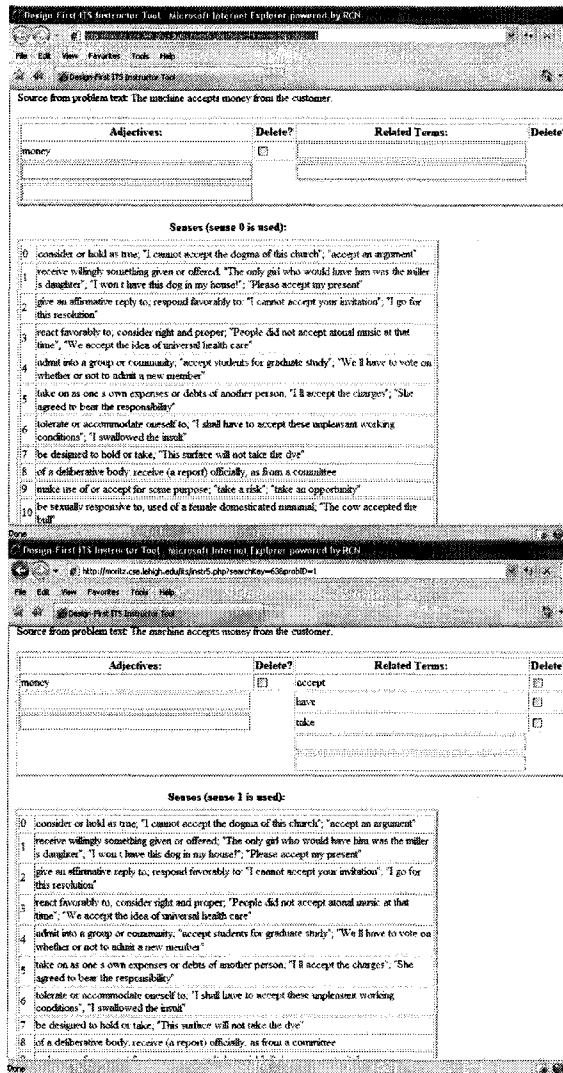 Design-First ITS Instructor Tool - Microsoft Internet Explorer powered by RCN
File Edit View Favorites Tools Help
Design-First ITS Instructor Tool
Source from problem text: The machine accepts money from the customer.
Adjectives: Delete? Related Terms: Delete
money
Senses (sense 0 is used):
0 consider or hold as true; "I cannot accept the dogma of this church"; "accept an argument"
1 receive willingly something given or offered; "The only girl who would have him was the miller
s daughter"; "I won t have this dog in my house!"; "Please accept my present"
2 give an affirmative reply to; respond favorably to; "I cannot accept your invitation"; "I go for
this resolution"
3 react favorably to; consider right and proper; "People did not accept atonal music at that
time"; "We accept the idea of universal health care"
4 admit into a group or community; "accept students for graduate study"; "We ll have to vote on
whether or not to admit a new member"
5 take on as one s own expenses or debts of another person; "I ll accept the charges"; "She
agreed to bear the responsibility"
6 tolerate or accommodate oneself to; "I shall have to accept these unpleasant working
conditions"; "I swallowed the insult"
7 be designed to hold or take; "This surface will not take the dye"
8 of a deliberative body: receive (a report) officially, as from a committee
9 make use of or accept for some purpose; "take a risk"; "take an opportunity"
10 be sexually responsive to, used of a female domesticated mammal; "The cow accepted the
bull"
Done
Design-First ITS Instructor Tool - Microsoft Internet Explorer powered by RCN
http://moritz.cse.lehigh.edu/its/instr5.php?searchKey=63&probID=1
File Edit View Favorites Tools Help
Design-First ITS Instructor Tool
Source from problem text: The machine accepts money from the customer.
Adjectives: Delete? Related Terms: Delete
money accept
have
take
Senses (sense 1 is used):
0 consider or hold as true; "I cannot accept the dogma of this church"; "accept an argument"
1 receive willingly something given or offered; "The only girl who would have him was the miller
s daughter"; "I won t have this dog in my house!"; "Please accept my present"
2 give an affirmative reply to; respond favorably to; "I cannot accept your invitation"; "I go for
this resolution"
3 react favorably to; consider right and proper; "People did not accept atonal music at that
time"; "We accept the idea of universal health care"
4 admit into a group or community; "accept students for graduate study"; "We ll have to vote on
whether or not to admit a new member"
5 take on as one s own expenses or debts of another person; "I ll accept the charges"; "She
agreed to bear the responsibility"
6 tolerate or accommodate oneself to; "I shall have to accept these unpleasant working
conditions"; "I swallowed the insult"
7 be designed to hold or take; "This surface will not take the dye"
8 of a deliberative body: receive (a report) officially, as from a committee
Done